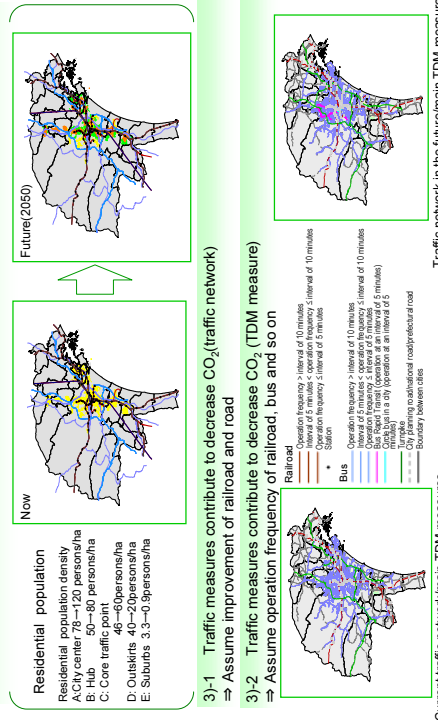 Residential population
Residential population density
A:City center 78→120 persons/ha
B: Hub 50→80 persons/ha
C: Core traffic point
46→60persons/ha
D: Outskirts 40→20persons/ha
E: Suburbs 3.3→0.9persons/ha
Now
Future(2050)
3)-1 Traffic measures contribute to decrease CO2(traffic network)
⇒ Assume improvement of railroad and road
3)-2 Traffic measures contribute to decrease CO2 (TDM measure)
⇒ Assume operation frequency of railroad, bus and so on
Railroad
Operation frequency > interval of 10 minutes
Interval of 5 minutes < operation frequency ≤ interval of 10 minutes
Operation frequency ≤ interval of 5 minutes
Station
Bus
Operation frequency > interval of 10 minutes
Interval of 5 minutes < operation frequency ≤ interval of 10 minutes
Operation frequency ≤ interval of 5 minutes
Bus Rapid Transit (operation at an interval of 5 minutes)
Circle bus in a city (operation at an interval of 5
minutes)
Turnpike
City planning road/national road/prefectural road
Boundary between cities